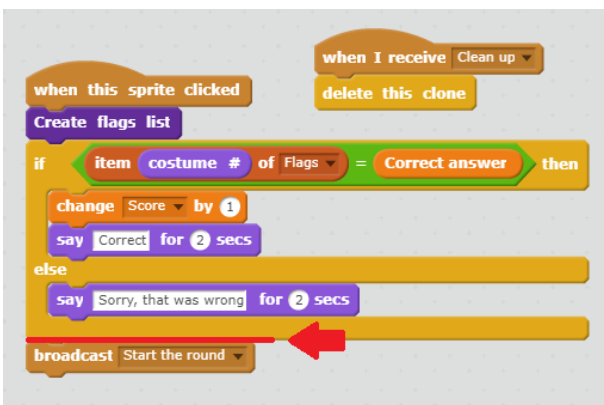 when I receive Clean up
delete this clone
when this sprite clicked
Create flags list
if item costume # of Flags = Correct answer then
change Score by 1
say Correct for 2 secs
else
say Sorry, that was wrong for 2 secs
broadcast Start the round